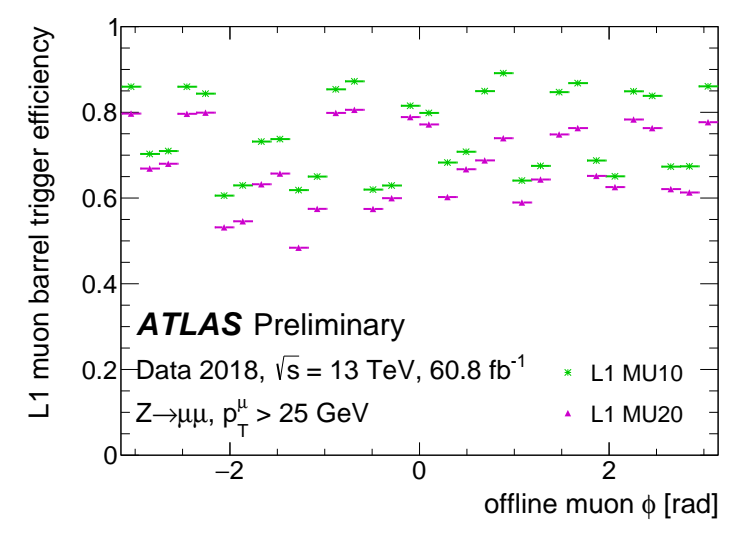 L1 muon barrel trigger efficiency
1
0.8
0.6
0.4
0.2
0
ATLAS Preliminary
Data 2018, √s = 13 TeV, 60.8 fb⁻¹
Z→μμ, p_T^μ > 25 GeV
L1 MU10
L1 MU20
−2 0 2
offline muon ϕ [rad]